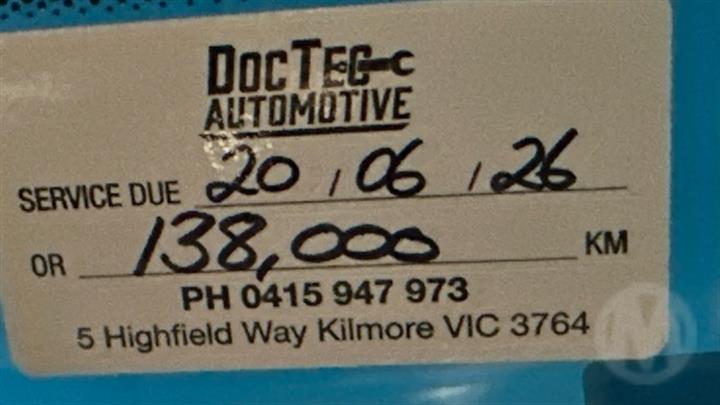 DOCTEC
AUTOMOTIVE
SERVICE DUE 20 / 06 / 26
OR 138,000 KM
PH 0415 947 973
5 Highfield Way Kilmore VIC 3764
M